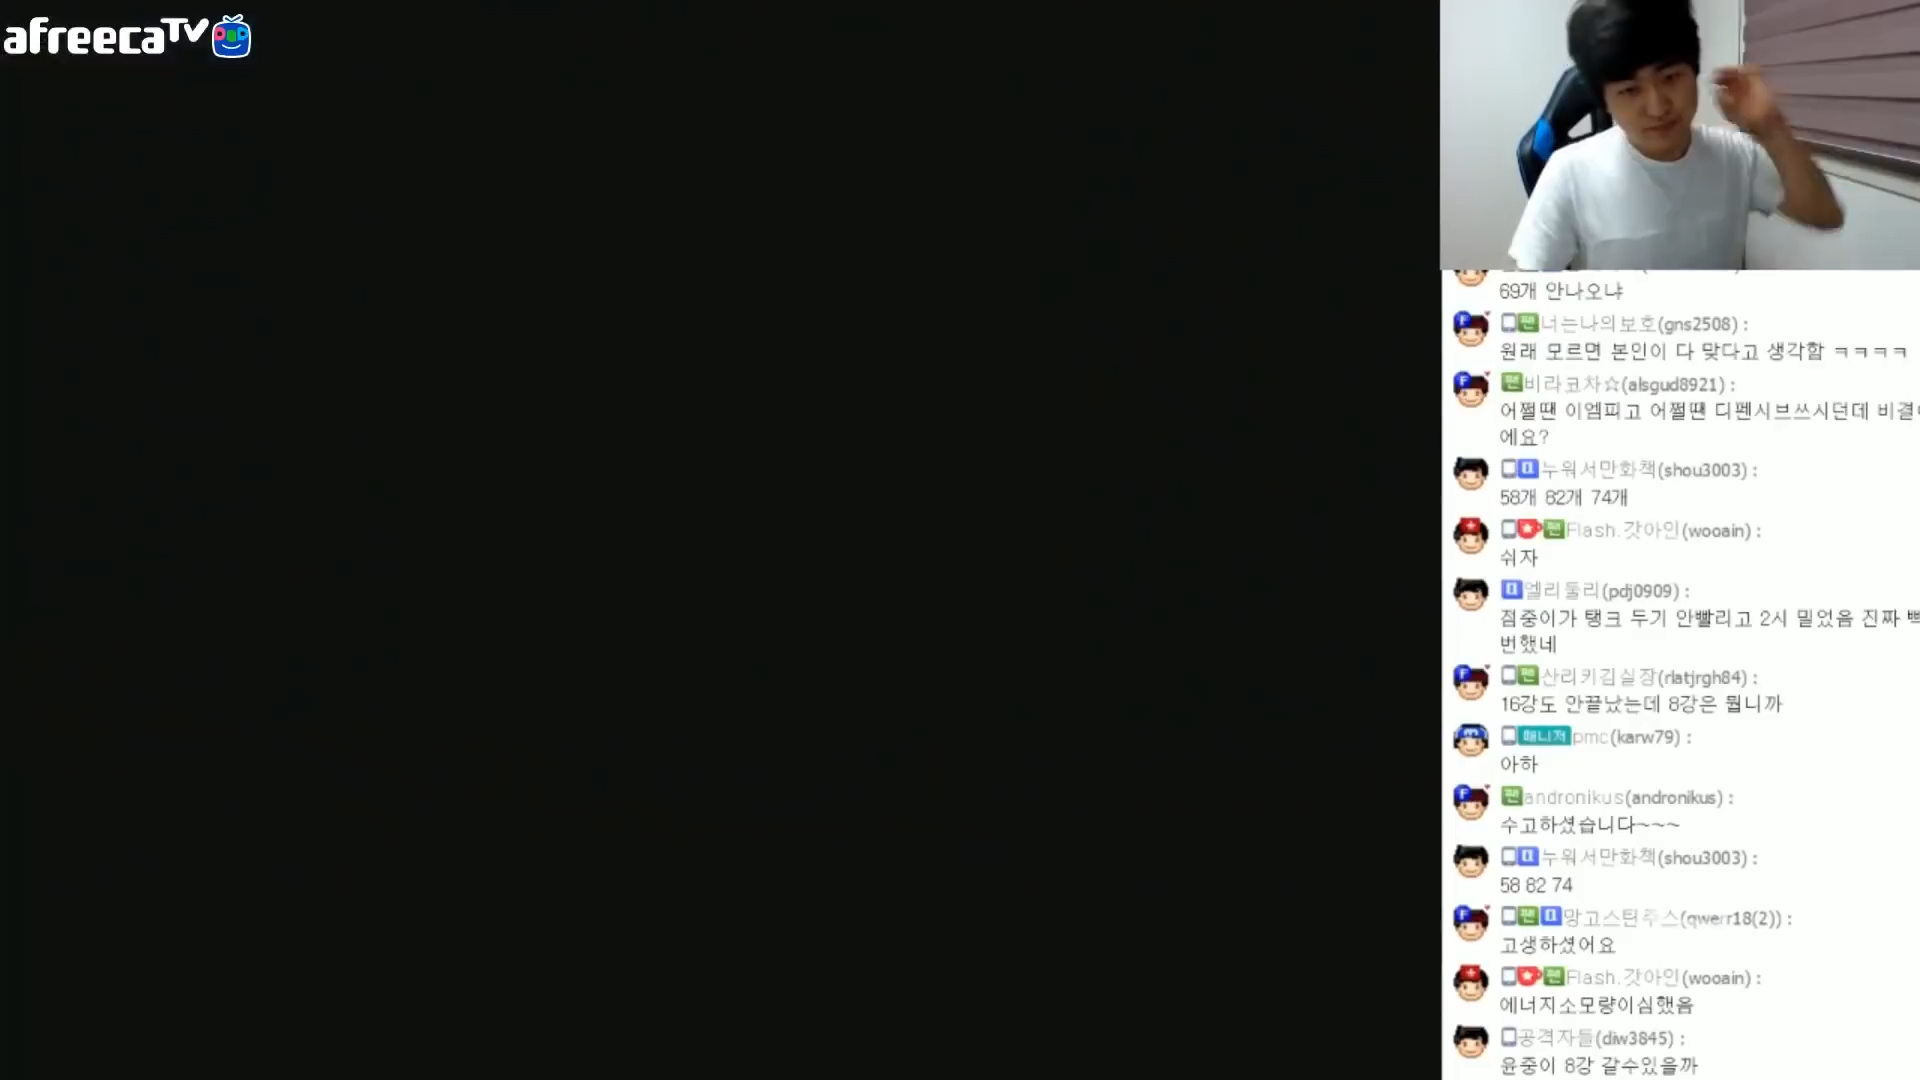 afreecaTV
69개 안나오냐
너는나의보호(gns2508) :
원래 모르면 본인이 다 맞다고 생각함 ㅋㅋㅋㅋ
팬 비라코차☆(alsgud8921) :
어쩔땐 이엠피고 어쩔땐 디펜시브쓰시던데
에요?
누워서만화책(shou3003) :
58개 82개 74개
팬 Flash.갓아인(wooain) :
쉬자
엘리둘리(pdj0909) :
점중이가 탱크 두기 안빨리고 2시 밀었음 진짜
번했네
팬 산리키김실장(rlatjrgh84) :
16강도 안끝났는데 8강은 뭡니까
매니저 pmc(karw79) :
아하
팬 andronikus(andronikus) :
수고하셨습니다~~~
누워서만화책(shou3003) :
58 82 74
팬 망고스틴주스(qwerr18(2)) :
고생하셨어요
팬 Flash.갓아인(wooain) :
에너지소모량이심했음
공격자들(diw3845) :
윤중이 8강 갈수있을까